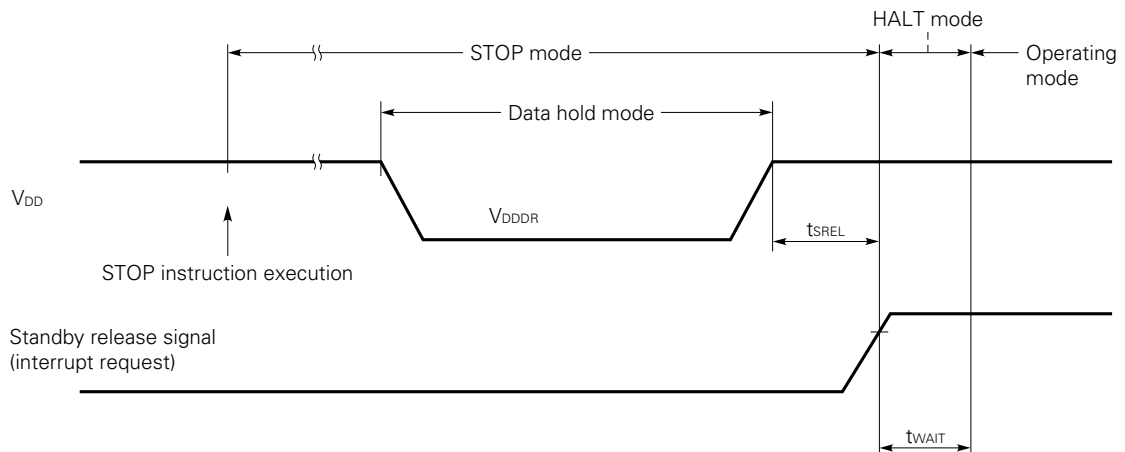 HALT mode
STOP mode
Operating
mode
Data hold mode
VDD
VDDDR
tSREL
STOP instruction execution
Standby release signal
(interrupt request)
tWAIT